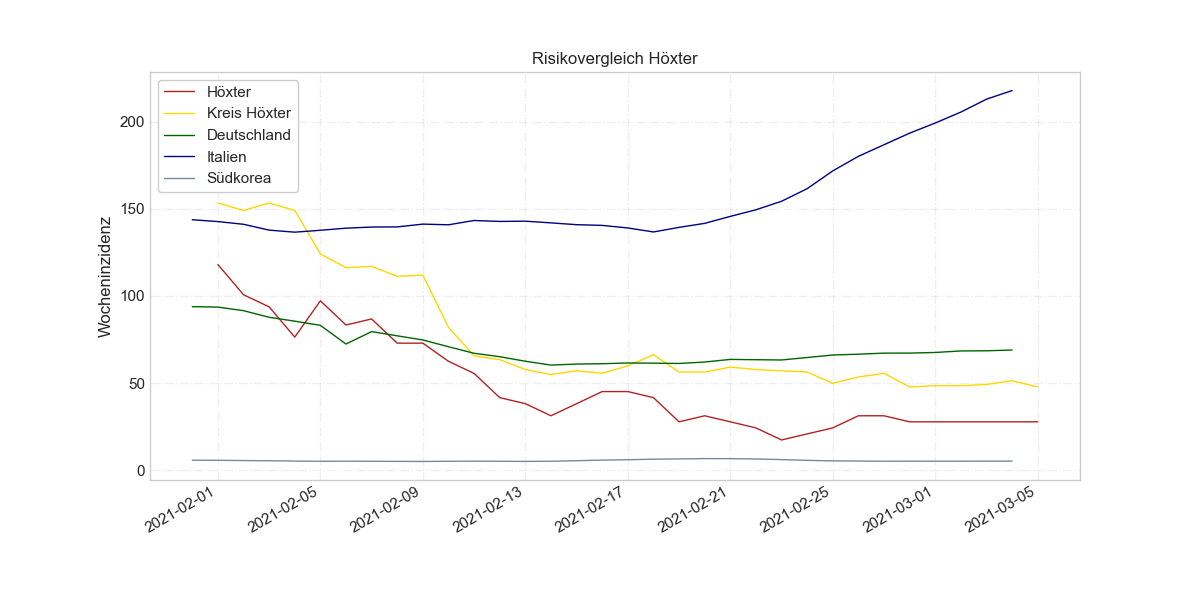 Risikovergleich Höxter
Höxter
Kreis Höxter
Deutschland
Italien
Südkorea
Wocheninzidenz
200
150
100
50
0
2021-02-01
2021-02-05
2021-02-09
2021-02-13
2021-02-17
2021-02-21
2021-02-25
2021-03-01
2021-03-05